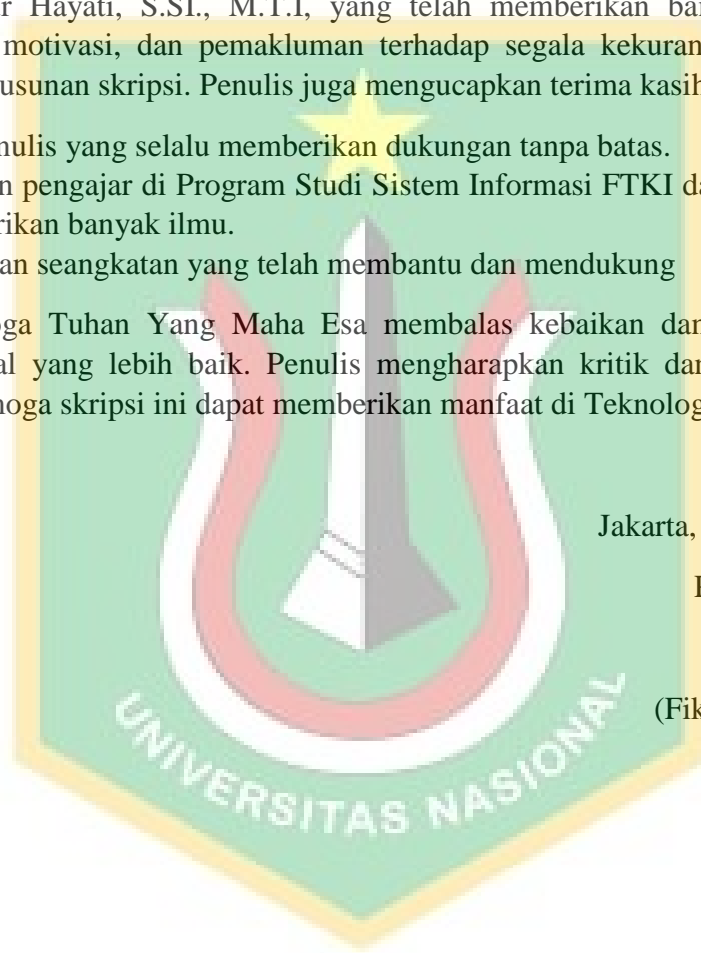 r Hayati, S.SI., M.T.I, yang telah memberikan ba
motivasi, dan pemakluman terhadap segala kekuran
usunan skripsi. Penulis juga mengucapkan terima kasih
nulis yang selalu memberikan dukungan tanpa batas.
n pengajar di Program Studi Sistem Informasi FTKI da
rikan banyak ilmu.
an seangkatan yang telah membantu dan mendukung
oga Tuhan Yang Maha Esa membalas kebaikan dan
al yang lebih baik. Penulis mengharapkan kritik dan
noga skripsi ini dapat memberikan manfaat di Teknolog
Jakarta,
(Fik
UNIVERSITAS NASIONAL